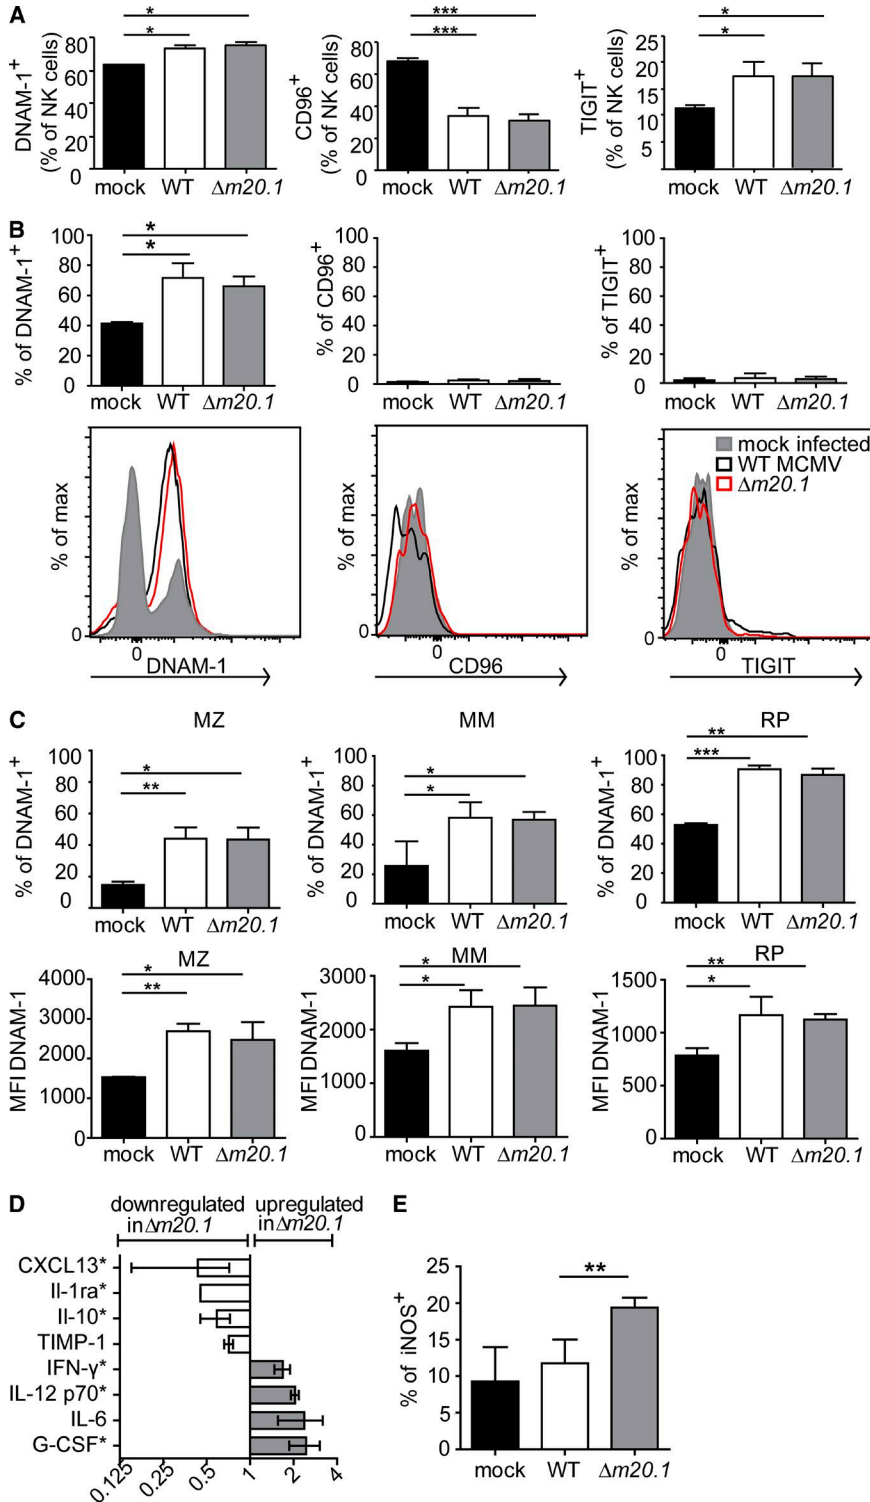 A
DNAM-1+
(% of NK cells)
80
60
40
20
0
*
*
mock WT Δm20.1
CD96+
(% of NK cells)
80
60
40
20
0
***
***
mock WT Δm20.1
TIGIT+
(% of NK cells)
25
20
15
10
5
*
*
mock WT Δm20.1
B
% of DNAM-1+
100
80
60
40
20
0
*
*
mock WT Δm20.1
% of CD96+
100
80
60
40
20
0
mock WT Δm20.1
% of TIGIT+
100
80
60
40
20
0
mock WT Δm20.1
% of max
0
0
DNAM-1
% of max
0
0
CD96
% of max
0
0
TIGIT
mock infected
WT MCMV
Δm20.1
C
MZ
% of DNAM-1+
100
80
60
40
20
0
*
**
mock WT Δm20.1
MM
% of DNAM-1+
100
80
60
40
20
0
*
*
mock WT Δm20.1
RP
% of DNAM-1+
100
80
60
40
20
0
**
***
mock WT Δm20.1
MZ
MFI DNAM-1
4000
3000
2000
1000
0
*
**
mock WT Δm20.1
MM
MFI DNAM-1
3000
2000
1000
0
*
*
mock WT Δm20.1
RP
MFI DNAM-1
1500
1000
500
0
**
*
mock WT Δm20.1
D
downregulated
in Δm20.1
upregulated
in Δm20.1
CXCL13*
Il-1ra*
Il-10*
TIMP-1
IFN-γ*
IL-12 p70*
IL-6
G-CSF*
0.125 0.25 0.5 1 2 4
E
% of iNOS+
25
20
15
10
5
0
**
mock WT Δm20.1